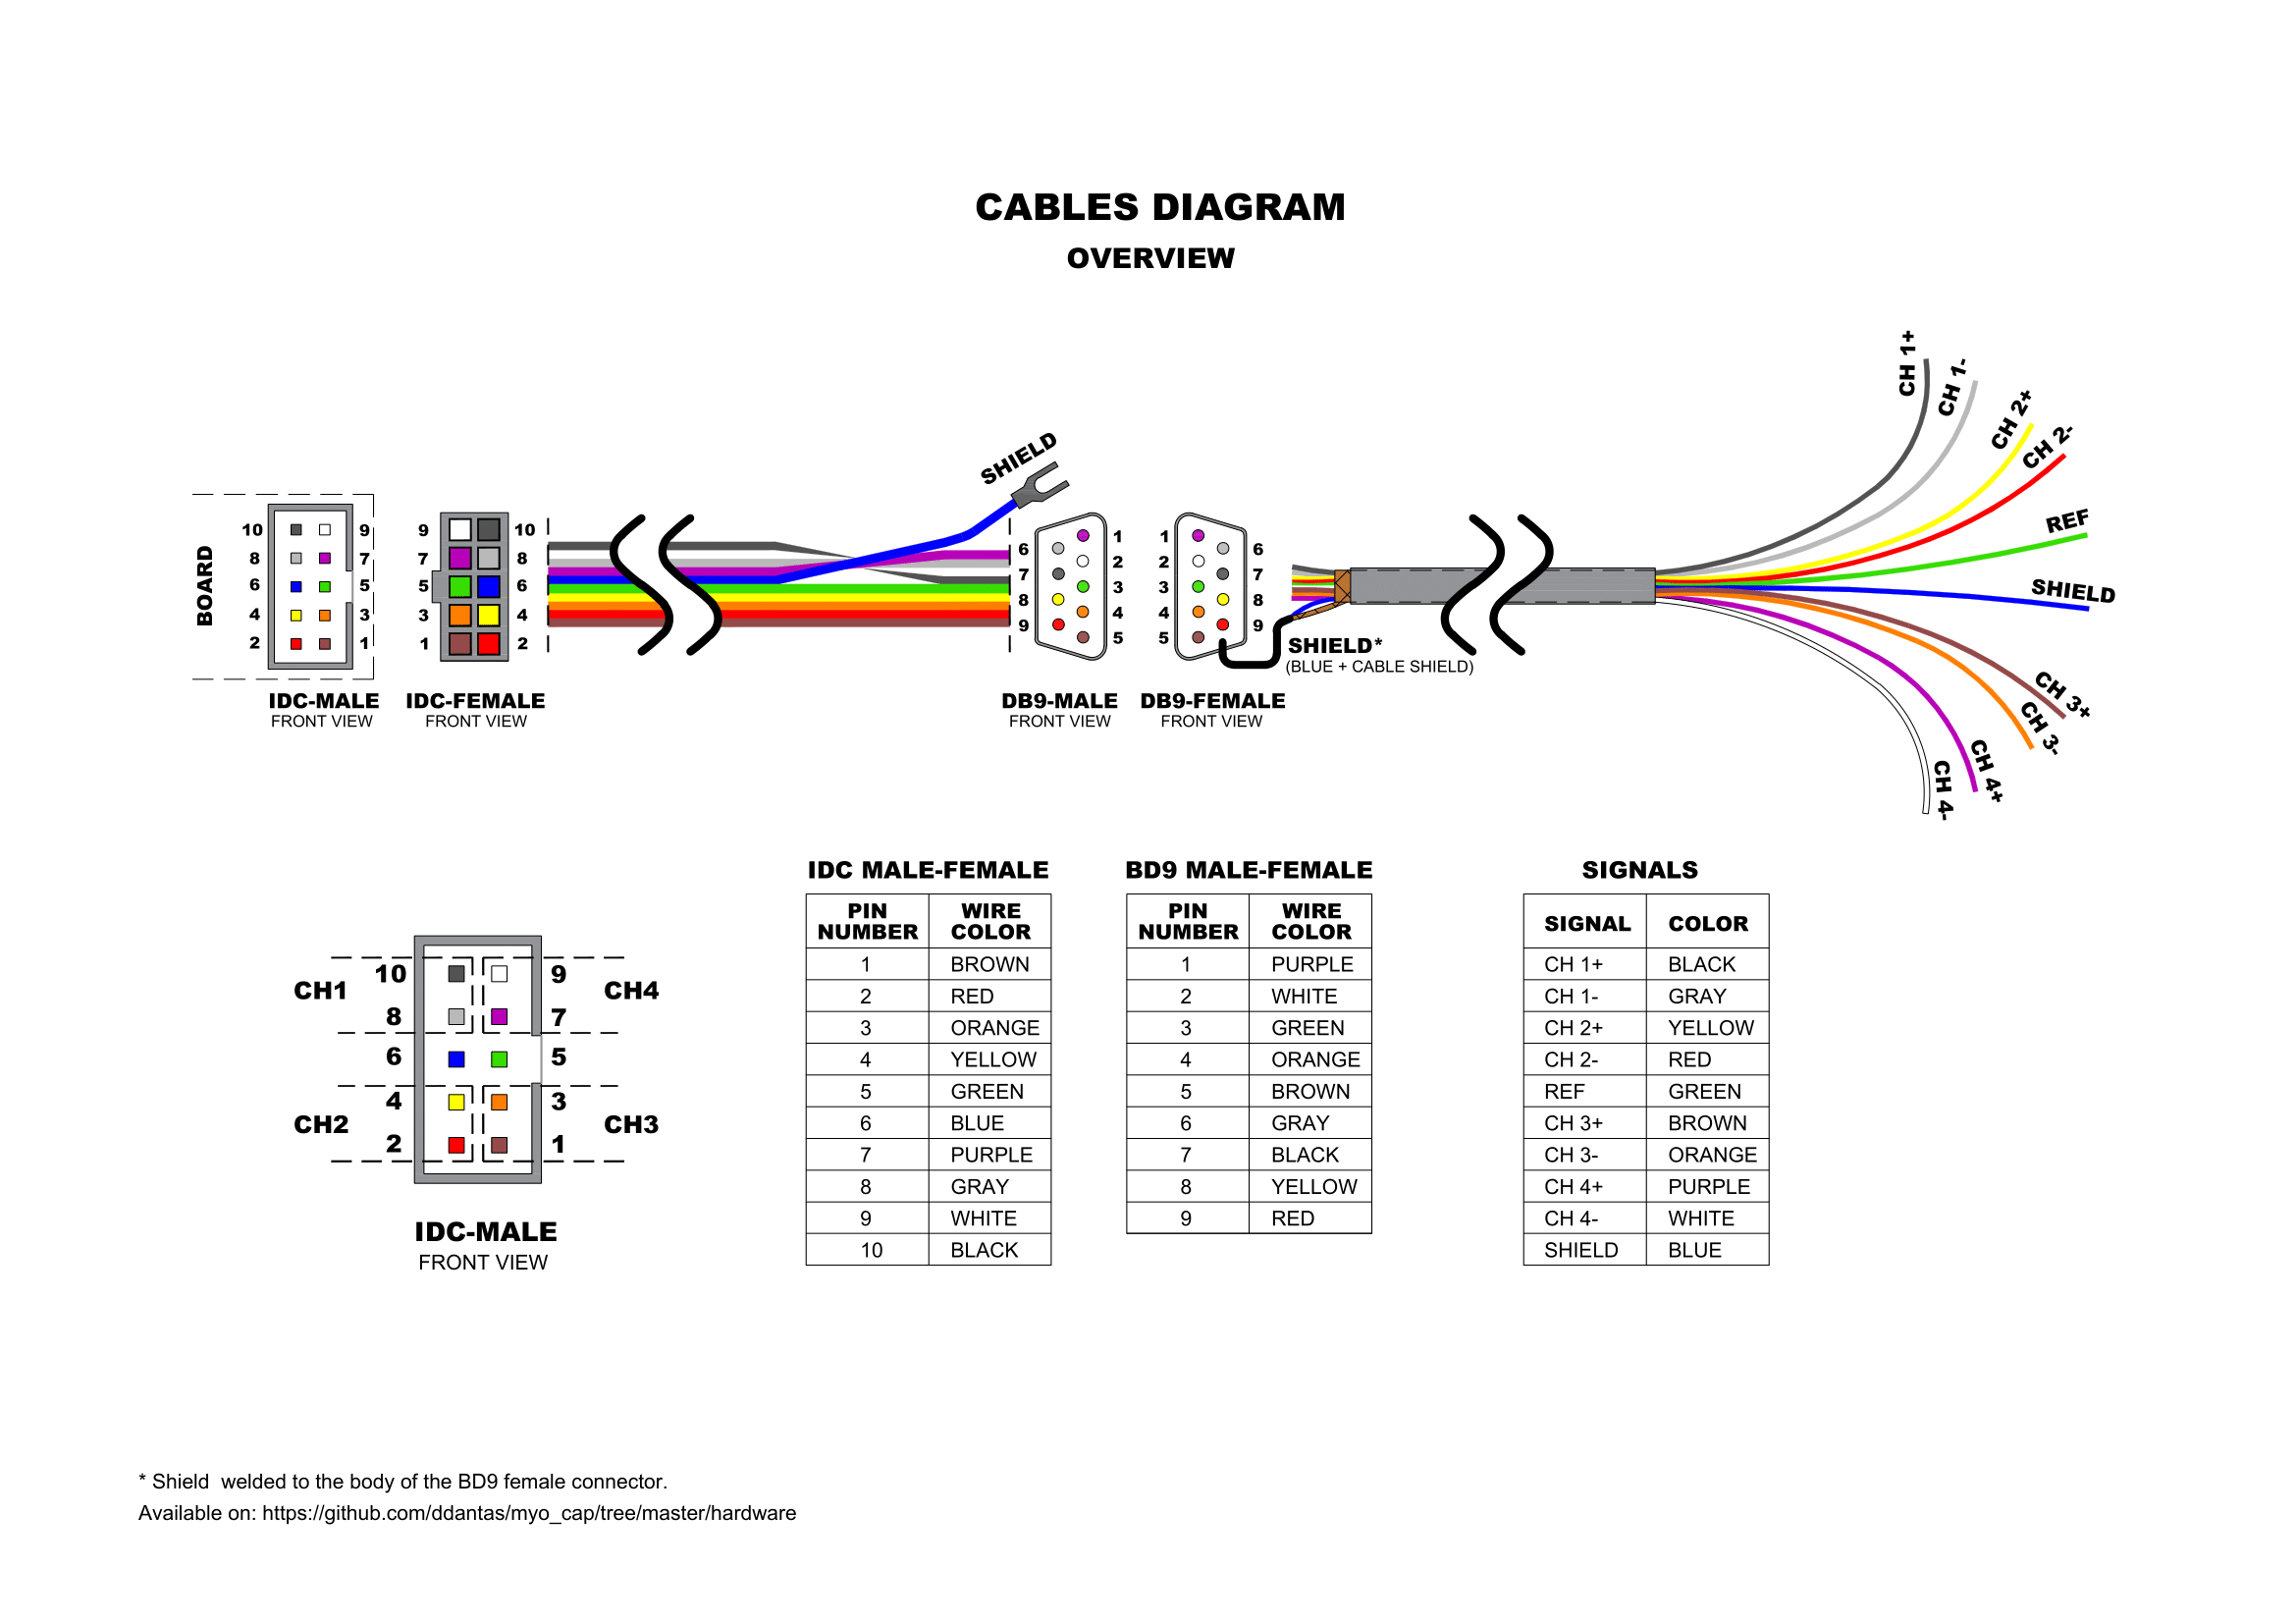 CABLES DIAGRAM
OVERVIEW
CH 1+
CH 1-
CH 2+
CH 2-
REF
SHIELD
CH 3+
CH 3-
CH 4+
CH 4-
SHIELD
BOARD
10 9
8 7
6 5
4 3
2 1
IDC-MALE
FRONT VIEW
9 10
7 8
5 6
3 4
1 2
IDC-FEMALE
FRONT VIEW
1
6
2
7
3
8
4
9
5
DB9-MALE
FRONT VIEW
1
6
2
7
3
8
4
9
5
DB9-FEMALE
FRONT VIEW
SHIELD*
(BLUE + CABLE SHIELD)
CH1 10 9 CH4
8 7
6 5
4 3
CH2 CH3
2 1
IDC-MALE
FRONT VIEW
IDC MALE-FEMALE
PIN NUMBER WIRE COLOR
1 BROWN
2 RED
3 ORANGE
4 YELLOW
5 GREEN
6 BLUE
7 PURPLE
8 GRAY
9 WHITE
10 BLACK
BD9 MALE-FEMALE
PIN NUMBER WIRE COLOR
1 PURPLE
2 WHITE
3 GREEN
4 ORANGE
5 BROWN
6 GRAY
7 BLACK
8 YELLOW
9 RED
SIGNALS
SIGNAL COLOR
CH 1+ BLACK
CH 1- GRAY
CH 2+ YELLOW
CH 2- RED
REF GREEN
CH 3+ BROWN
CH 3- ORANGE
CH 4+ PURPLE
CH 4- WHITE
SHIELD BLUE
* Shield welded to the body of the BD9 female connector.
Available on: https://github.com/ddantas/myo_cap/tree/master/hardware